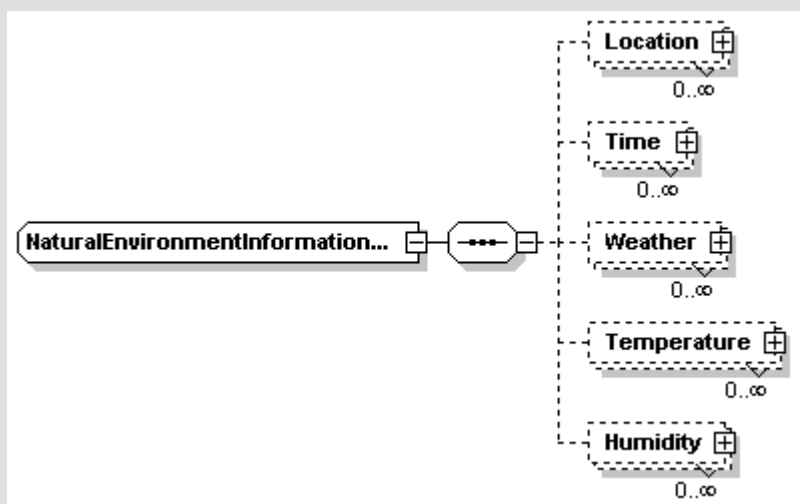 Location
0..∞
Time
0..∞
NaturalEnvironmentInformation...
Weather
0..∞
Temperature
0..∞
Humidity
0..∞